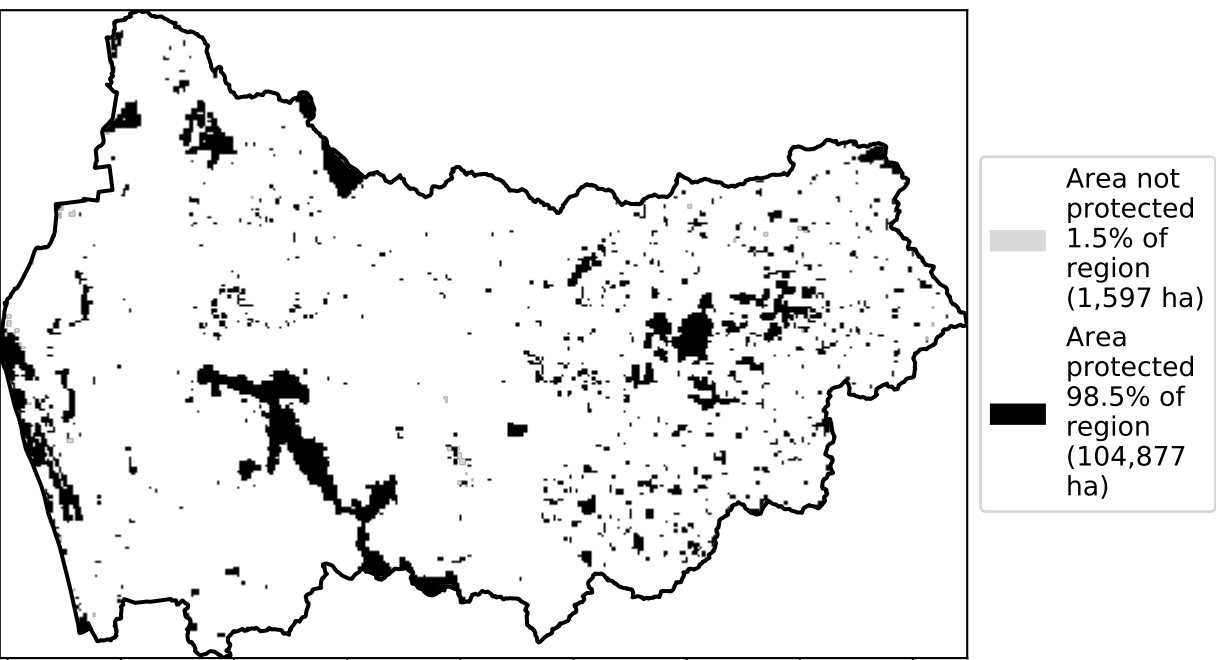 Area not
protected
1.5% of
region
(1,597 ha)
Area
protected
98.5% of
region
(104,877
ha)